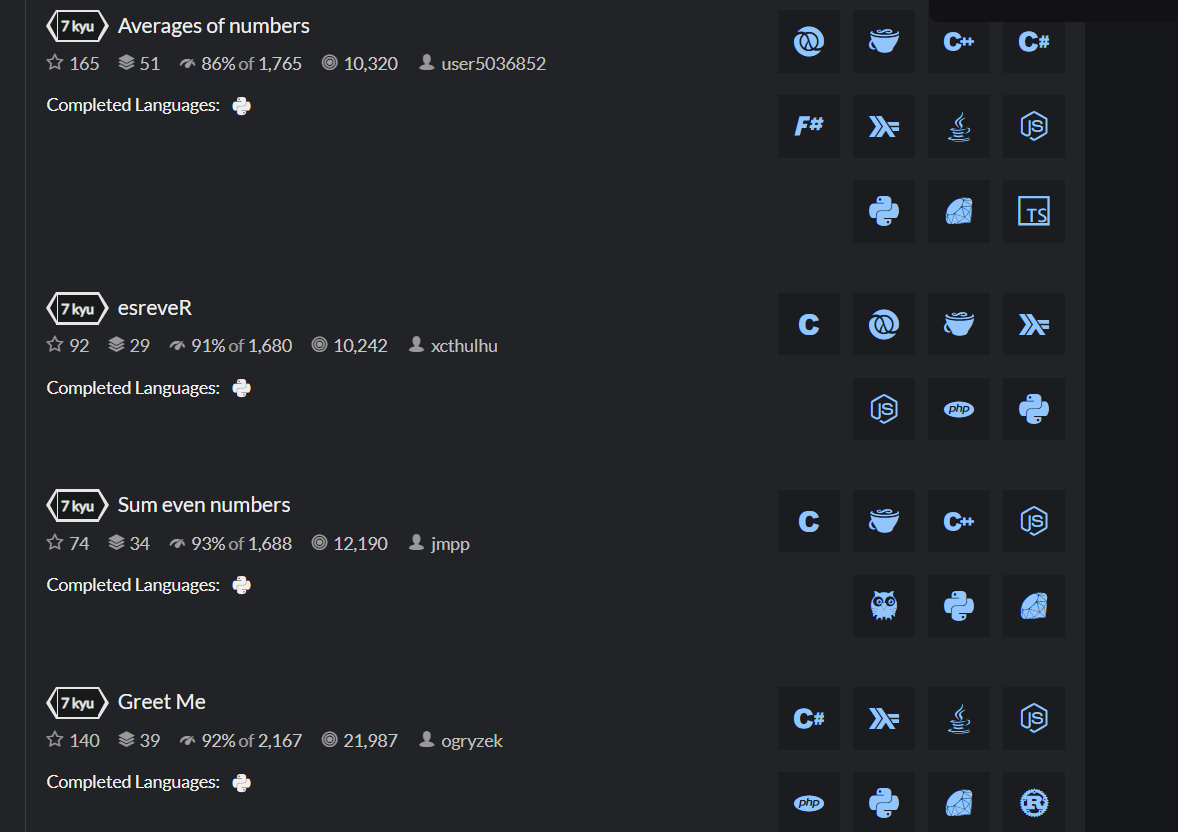 7 kyu Averages of numbers
165 51 86% of 1,765 10,320 user5036852
Completed Languages:
C++ C#
F# JS
TS
7 kyu esreveR
92 29 91% of 1,680 10,242 xcthulhu
Completed Languages:
C
JS php
7 kyu Sum even numbers
74 34 93% of 1,688 12,190 jmpp
Completed Languages:
C C++ JS
7 kyu Greet Me
140 39 92% of 2,167 21,987 ogryzek
Completed Languages:
C# JS
php R